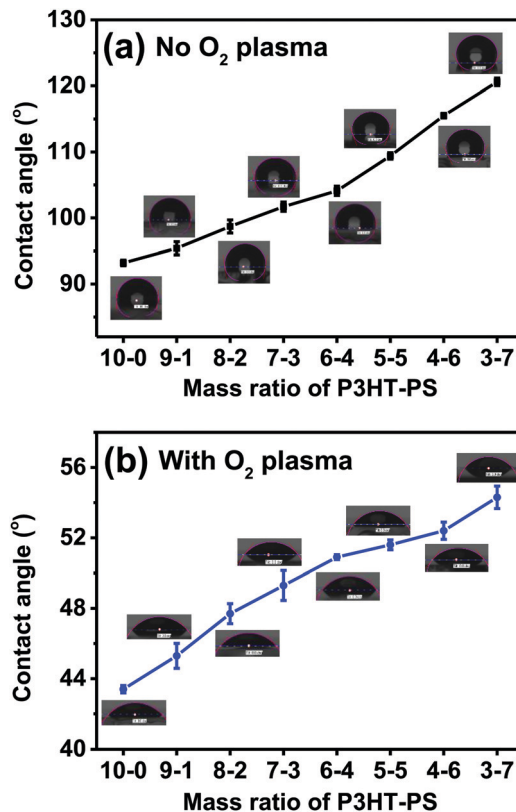 (a) No O₂ plasma
Contact angle (°)
130
120
110
100
90
10-0 9-1 8-2 7-3 6-4 5-5 4-6 3-7
Mass ratio of P3HT-PS
(b) With O₂ plasma
Contact angle (°)
56
52
48
44
40
10-0 9-1 8-2 7-3 6-4 5-5 4-6 3-7
Mass ratio of P3HT-PS